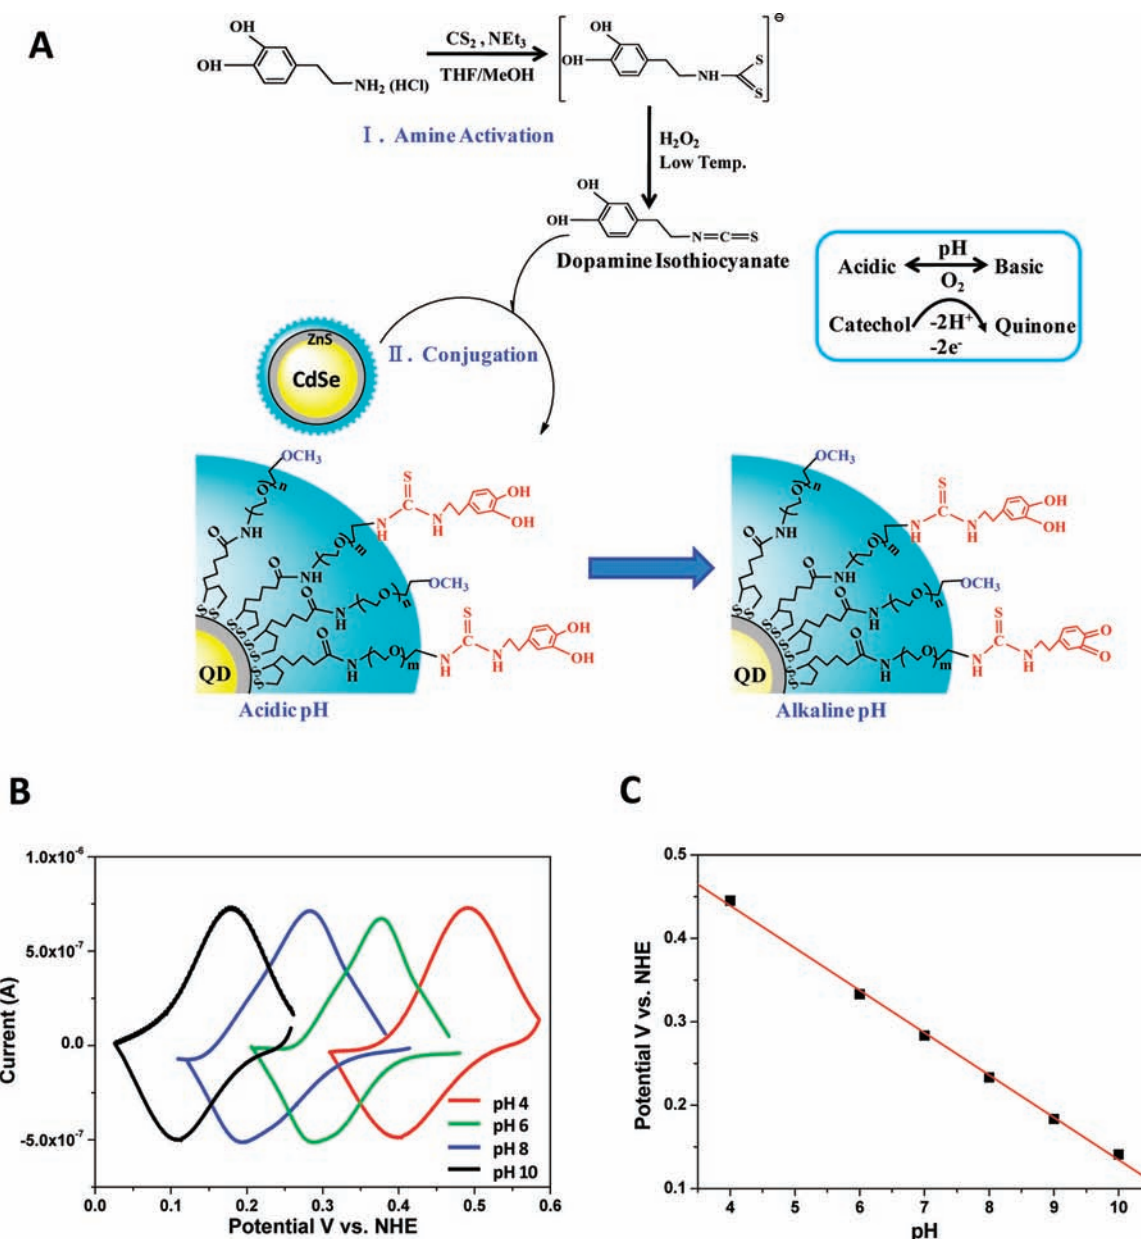 A
OH
OH
NH₂ (HCl)
CS₂ , NEt₃
THF/MeOH
OH
OH
NH
S
S
⊖
I . Amine Activation
H₂O₂
Low Temp.
OH
OH
N=C=S
Dopamine Isothiocyanate
Acidic
pH
Basic
O₂
Catechol
-2H⁺
Quinone
-2e⁻
ZnS
CdSe
II . Conjugation
OCH₃
n
O
O
NH
S
C
N
H
N
H
OH
OH
m
O
O
NH
OCH₃
n
O
O
N
H
S
C
N
H
N
H
OH
OH
m
O
O
N
H
S
S
S
S
S
S
S
S
QD
Acidic pH
OCH₃
n
O
O
NH
S
C
N
H
N
H
OH
OH
m
O
O
NH
OCH₃
n
O
O
N
H
S
C
N
H
N
H
O
O
m
O
O
N
H
S
S
S
S
S
S
S
S
QD
Alkaline pH
B
1.0x10⁻⁶
5.0x10⁻⁷
0.0
-5.0x10⁻⁷
Current (A)
pH 4
pH 6
pH 8
pH 10
0.0 0.1 0.2 0.3 0.4 0.5 0.6
Potential V vs. NHE
C
0.5
0.4
0.3
0.2
0.1
Potential V vs. NHE
4 5 6 7 8 9 10
pH